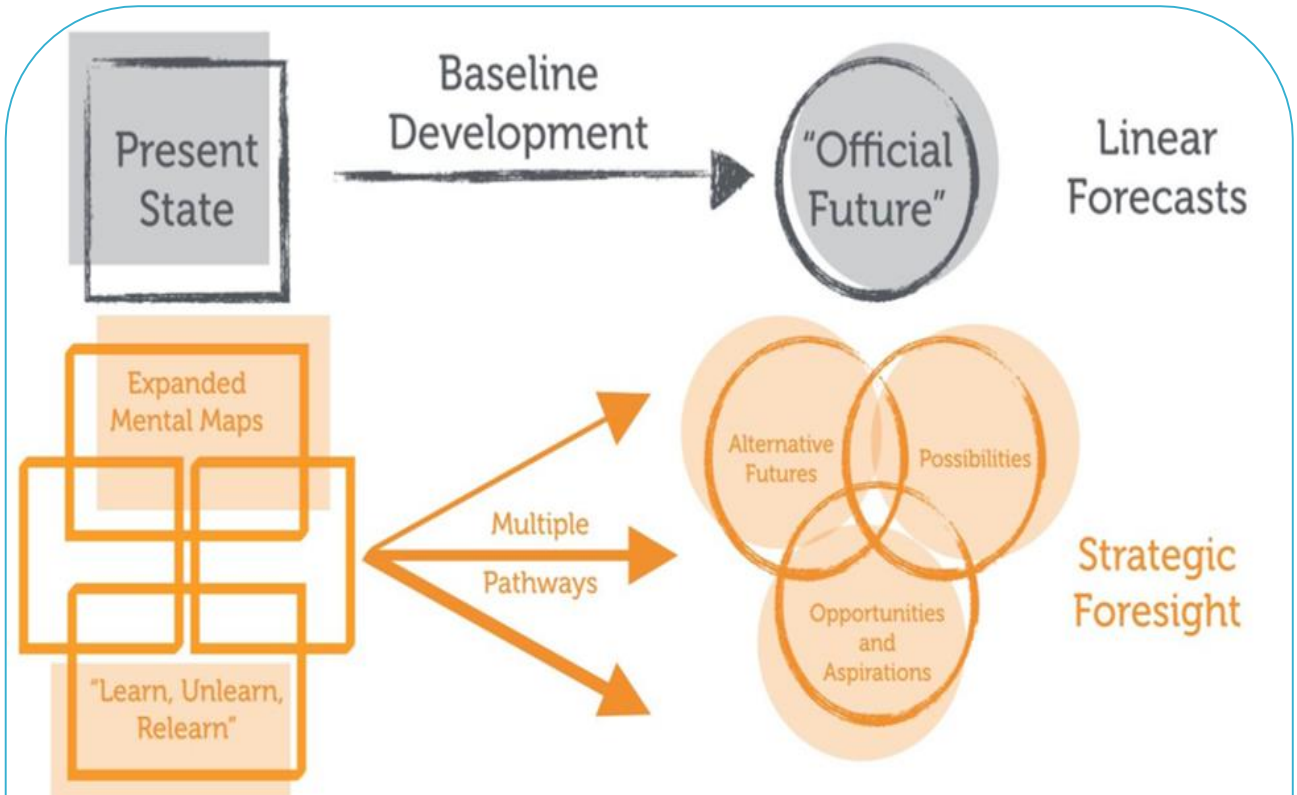 Present
State
Baseline
Development
“Official
Future”
Linear
Forecasts
Expanded
Mental Maps
“Learn, Unlearn,
Relearn”
Multiple
Pathways
Alternative
Futures
Possibilities
Opportunities
and
Aspirations
Strategic
Foresight